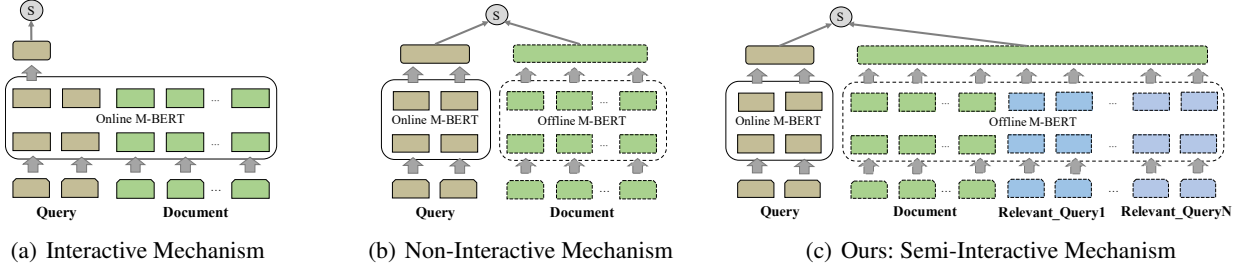 S
Online M-BERT
...
...
...
Query Document
(a) Interactive Mechanism
S
Online M-BERT Offline M-BERT
...
...
...
Query Document
(b) Non-Interactive Mechanism
S
Online M-BERT Offline M-BERT
... ...
... ...
... ...
Query Document Relevant_Query1 Relevant_QueryN
(c) Ours: Semi-Interactive Mechanism